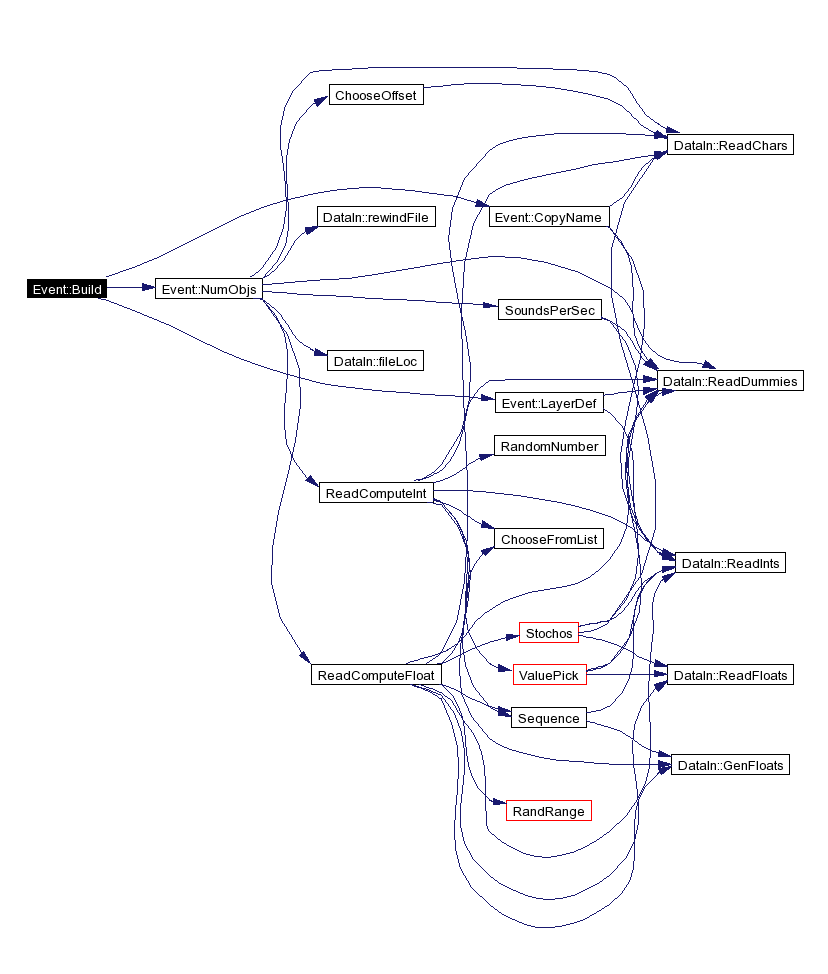 Event::Build
Event::NumObjs
ChooseOffset
DataIn::rewindFile
DataIn::fileLoc
ReadComputeInt
ReadComputeFloat
Event::CopyName
SoundsPerSec
Event::LayerDef
RandomNumber
ChooseFromList
Stochos
ValuePick
Sequence
RandRange
DataIn::ReadChars
DataIn::ReadDummies
DataIn::ReadInts
DataIn::ReadFloats
DataIn::GenFloats